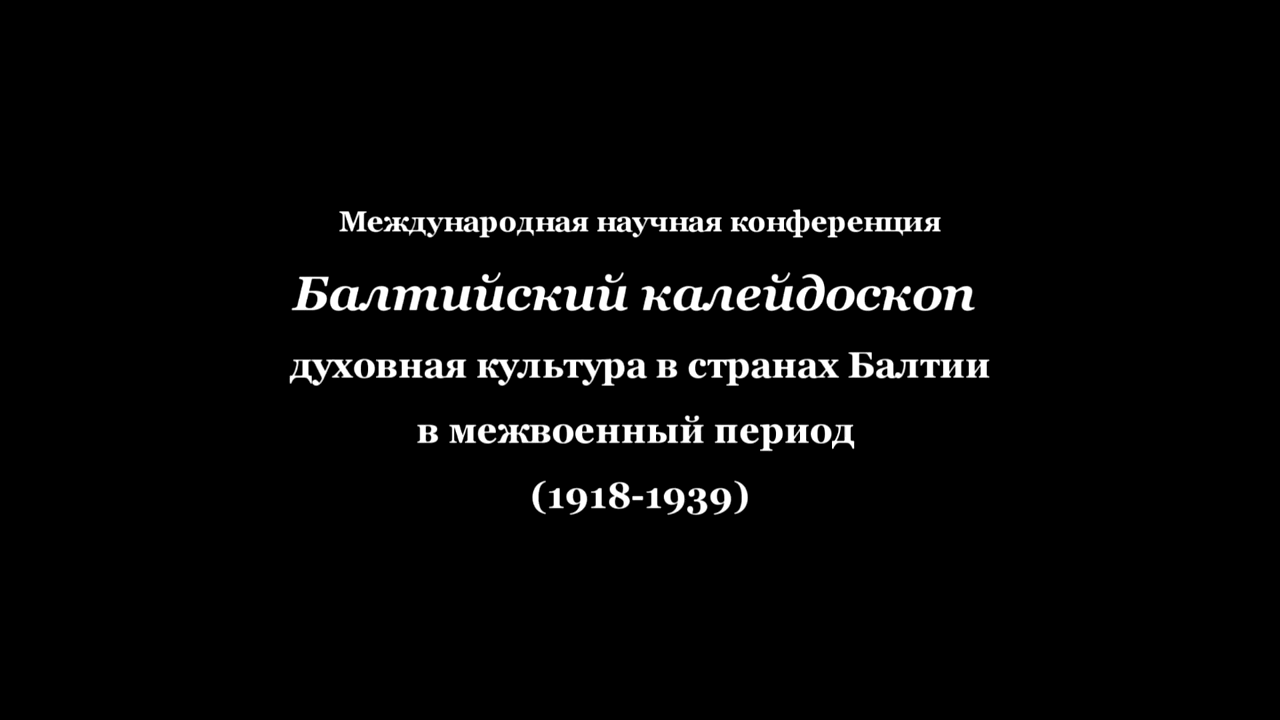 Международная научная конференция
Балтийский калейдоскоп
духовная культура в странах Балтии
в межвоенный период
(1918-1939)